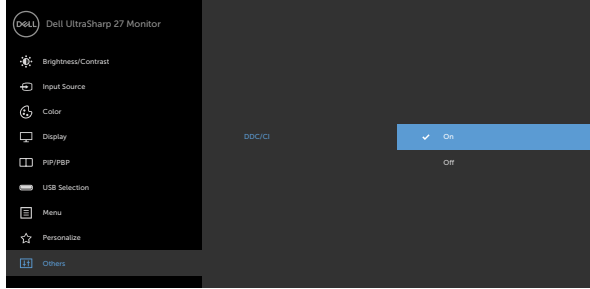 DELL Dell UltraSharp 27 Monitor
Brightness/Contrast
Input Source
Color
Display DDC/CI On
PIP/PBP Off
USB Selection
Menu
Personalize
Others